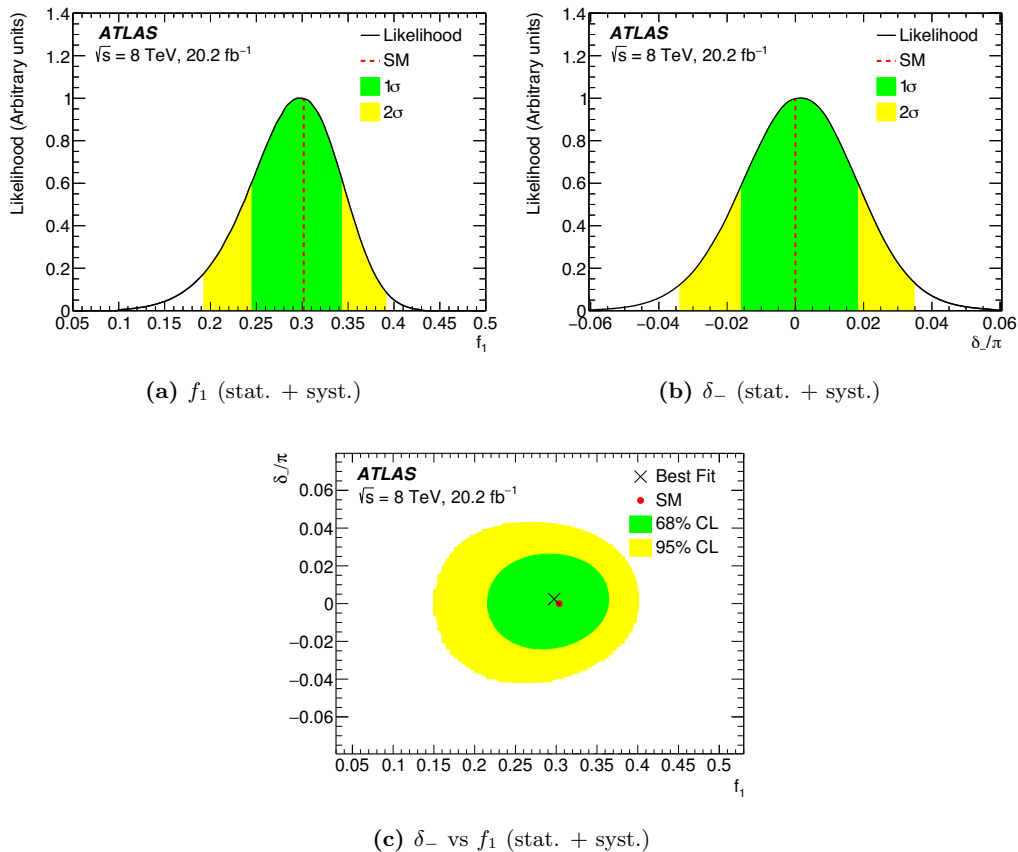 Likelihood (Arbitrary units)
1.4
1.2
1
0.8
0.6
0.4
0.2
0
ATLAS
√s = 8 TeV, 20.2 fb⁻¹
Likelihood
SM
1σ
2σ
0.05 0.1 0.15 0.2 0.25 0.3 0.35 0.4 0.45 0.5
f₁
(a) f₁ (stat. + syst.)
Likelihood (Arbitrary units)
1.4
1.2
1
0.8
0.6
0.4
0.2
0
ATLAS
√s = 8 TeV, 20.2 fb⁻¹
Likelihood
SM
1σ
2σ
−0.06 −0.04 −0.02 0 0.02 0.04 0.06
δ₋/π
(b) δ₋ (stat. + syst.)
δ₋/π
0.06
0.04
0.02
0
−0.02
−0.04
−0.06
ATLAS
√s = 8 TeV, 20.2 fb⁻¹
Best Fit
SM
68% CL
95% CL
0.05 0.1 0.15 0.2 0.25 0.3 0.35 0.4 0.45 0.5
f₁
(c) δ₋ vs f₁ (stat. + syst.)